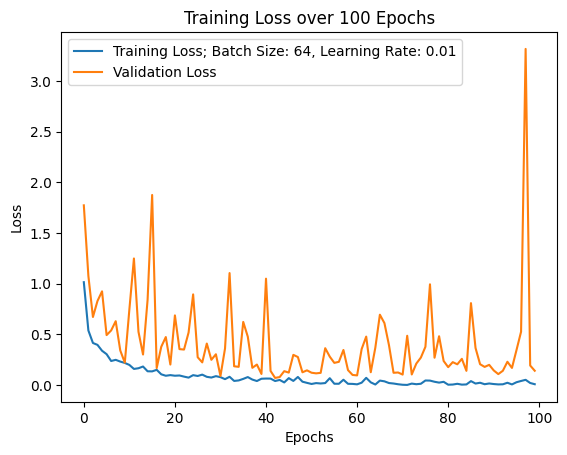 Training Loss over 100 Epochs
Training Loss; Batch Size: 64, Learning Rate: 0.01
Validation Loss
3.0
2.5
2.0
1.5
1.0
0.5
0.0
Loss
0 20 40 60 80 100
Epochs